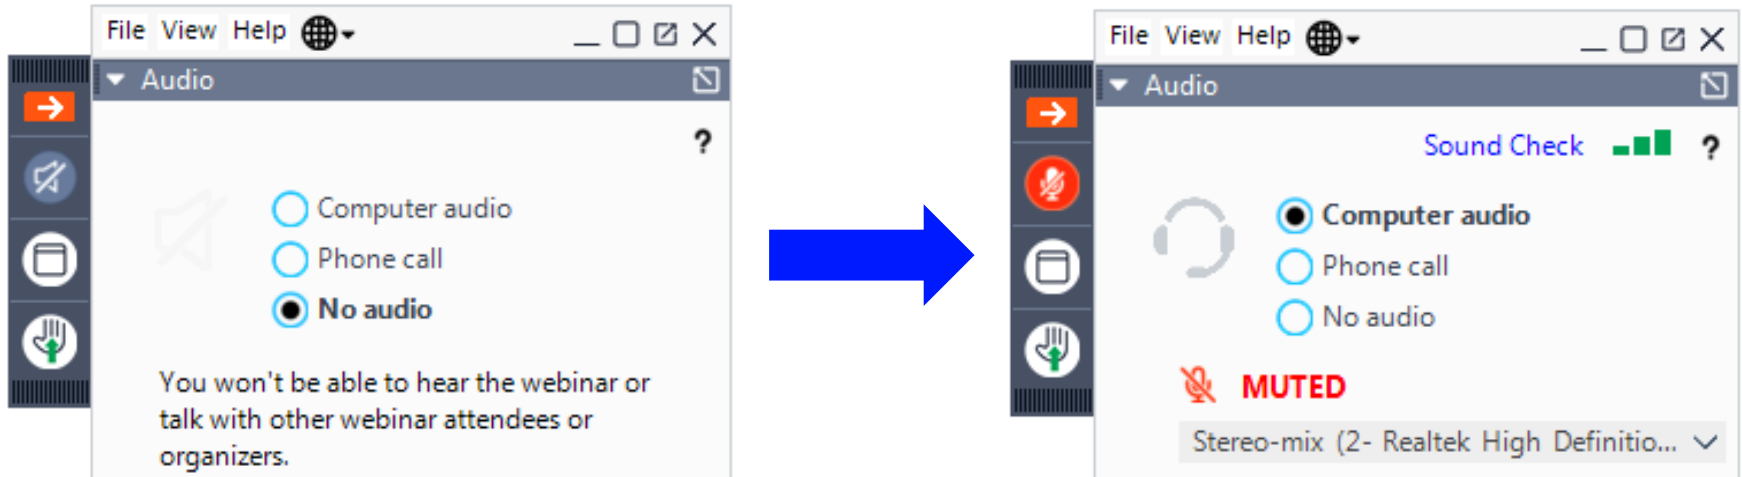 File View Help
Audio
?
Computer audio
Phone call
No audio
You won't be able to hear the webinar or
talk with other webinar attendees or
organizers.
File View Help
Audio
Sound Check ?
Computer audio
Phone call
No audio
MUTED
Stereo-mix (2- Realtek High Definitio...